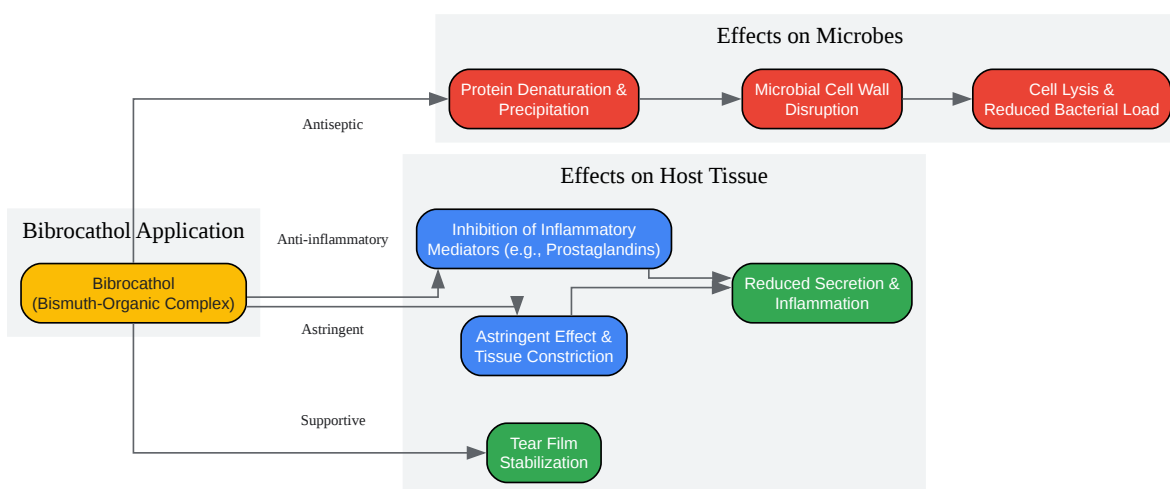 Effects on Microbes
Protein Denaturation &
Precipitation
Microbial Cell Wall
Disruption
Cell Lysis &
Reduced Bacterial Load
Antiseptic
Effects on Host Tissue
Bibrocathol Application
Anti-inflammatory
Inhibition of Inflammatory
Mediators (e.g., Prostaglandins)
Bibrocathol
(Bismuth-Organic Complex)
Reduced Secretion &
Inflammation
Astringent
Astringent Effect &
Tissue Constriction
Supportive
Tear Film
Stabilization